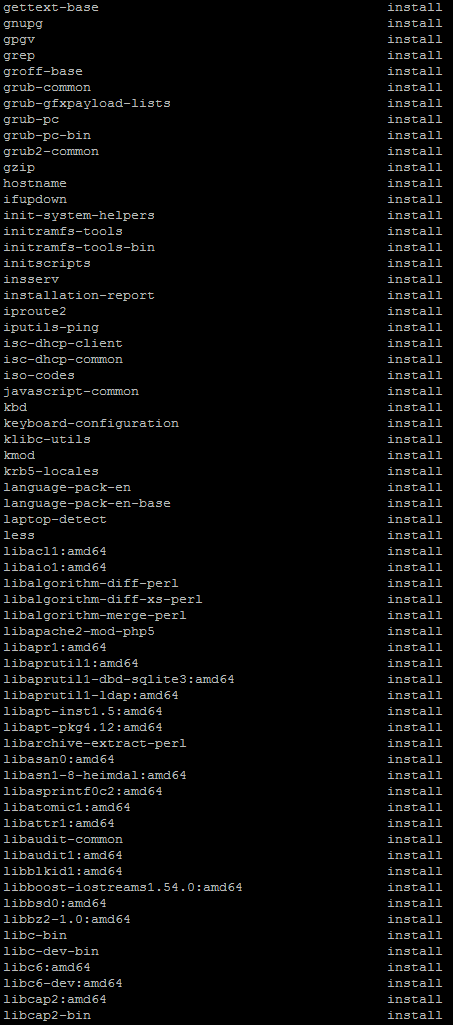 gettext-base install
gnupg install
gpgv install
grep install
groff-base install
grub-common install
grub-gfxpayload-lists install
grub-pc install
grub-pc-bin install
grub2-common install
gzip install
hostname install
ifupdown install
init-system-helpers install
initramfs-tools install
initramfs-tools-bin install
initscripts install
insserv install
installation-report install
iproute2 install
iputils-ping install
isc-dhcp-client install
isc-dhcp-common install
iso-codes install
javascript-common install
kbd install
keyboard-configuration install
klibc-utils install
kmod install
krb5-locales install
language-pack-en install
language-pack-en-base install
laptop-detect install
less install
libacl1:amd64 install
libaio1:amd64 install
libalgorithm-diff-perl install
libalgorithm-diff-xs-perl install
libalgorithm-merge-perl install
libapache2-mod-php5 install
libapr1:amd64 install
libaprutil1:amd64 install
libaprutil1-dbd-sqlite3:amd64 install
libaprutil1-ldap:amd64 install
libapt-inst1.5:amd64 install
libapt-pkg4.12:amd64 install
libarchive-extract-perl install
libasan0:amd64 install
libasn1-8-heimdal:amd64 install
libasprintf0c2:amd64 install
libatomic1:amd64 install
libattr1:amd64 install
libaudit-common install
libaudit1:amd64 install
libblkid1:amd64 install
libboost-iostreams1.54.0:amd64 install
libbsd0:amd64 install
libbz2-1.0:amd64 install
libc-bin install
libc-dev-bin install
libc6:amd64 install
libc6-dev:amd64 install
libcap2:amd64 install
libcap2-bin install